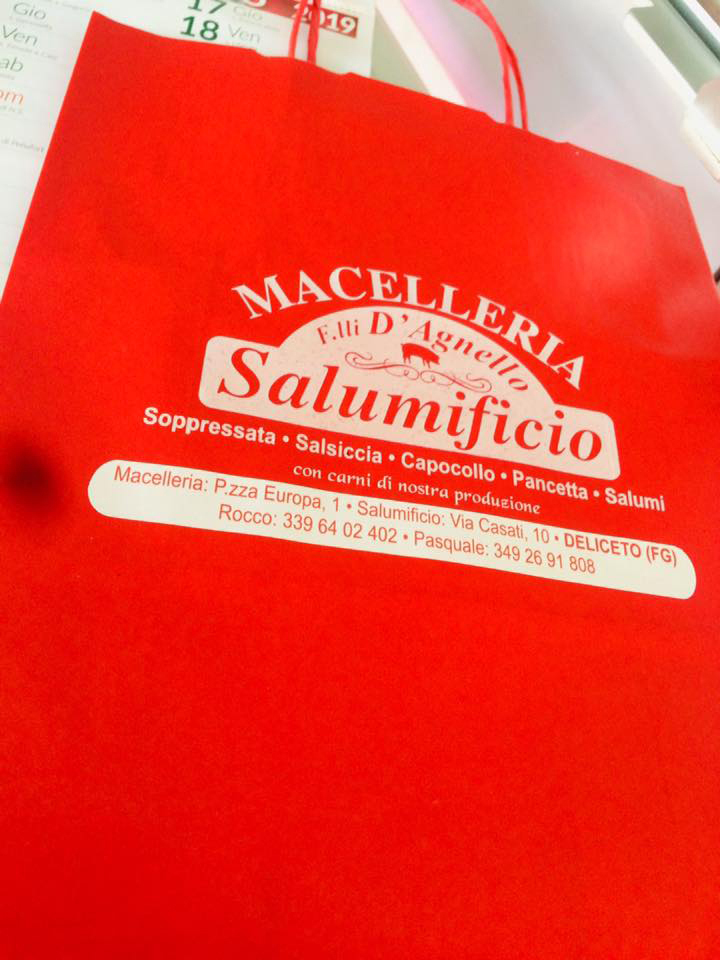 Gio
Ven
ab
om
17 Gio
18 Ven
2019
MACELLERIA
F.lli D'Agnello
Salumificio
Soppressata • Salsiccia • Capocollo • Pancetta • Salumi
con carni di nostra produzione
Macelleria: P.zza Europa, 1 • Salumificio: Via Casati, 10 • DELICETO (FG)
Rocco: 339 64 02 402 • Pasquale: 349 26 91 808